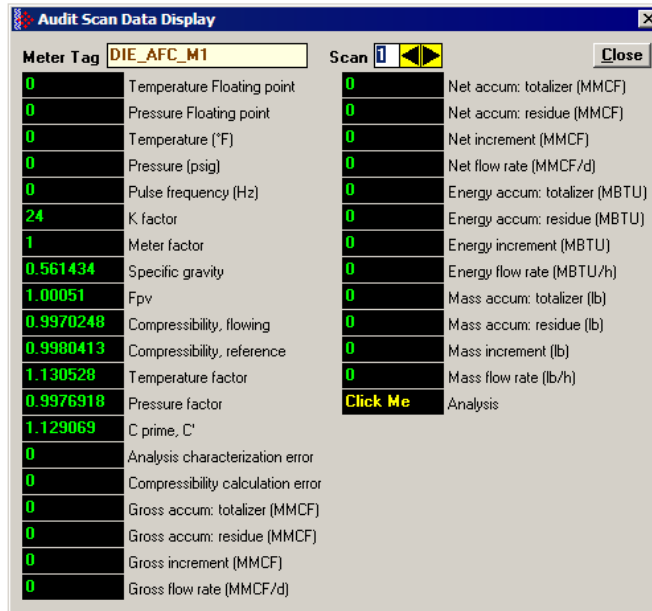 Audit Scan Data Display
Meter Tag DIE_AFC_M1 Scan 1 Close
0 Temperature Floating point
0 Pressure Floating point
0 Temperature (°F)
0 Pressure (psig)
0 Pulse frequency (Hz)
24 K factor
1 Meter factor
0.561434 Specific gravity
1.00051 Fpv
0.9970248 Compressibility, flowing
0.9980413 Compressibility, reference
1.130528 Temperature factor
0.9976918 Pressure factor
1.129069 C prime, C'
0 Analysis characterization error
0 Compressibility calculation error
0 Gross accum: totalizer (MMCF)
0 Gross accum: residue (MMCF)
0 Gross increment (MMCF)
0 Gross flow rate (MMCF/d)
0 Net accum: totalizer (MMCF)
0 Net accum: residue (MMCF)
0 Net increment (MMCF)
0 Net flow rate (MMCF/d)
0 Energy accum: totalizer (MBTU)
0 Energy accum: residue (MBTU)
0 Energy increment (MBTU)
0 Energy flow rate (MBTU/h)
0 Mass accum: totalizer (lb)
0 Mass accum: residue (lb)
0 Mass increment (lb)
0 Mass flow rate (lb/h)
Click Me Analysis